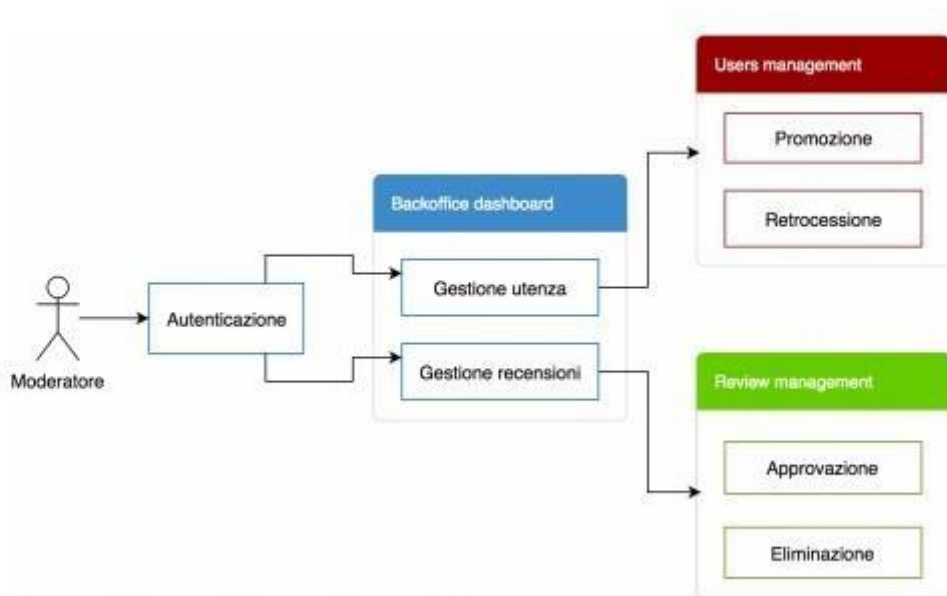 Users management
Promozione
Retrocessione
Backoffice dashboard
Gestione utenza
Gestione recensioni
Autenticazione
Moderatore
Review management
Approvazione
Eliminazione